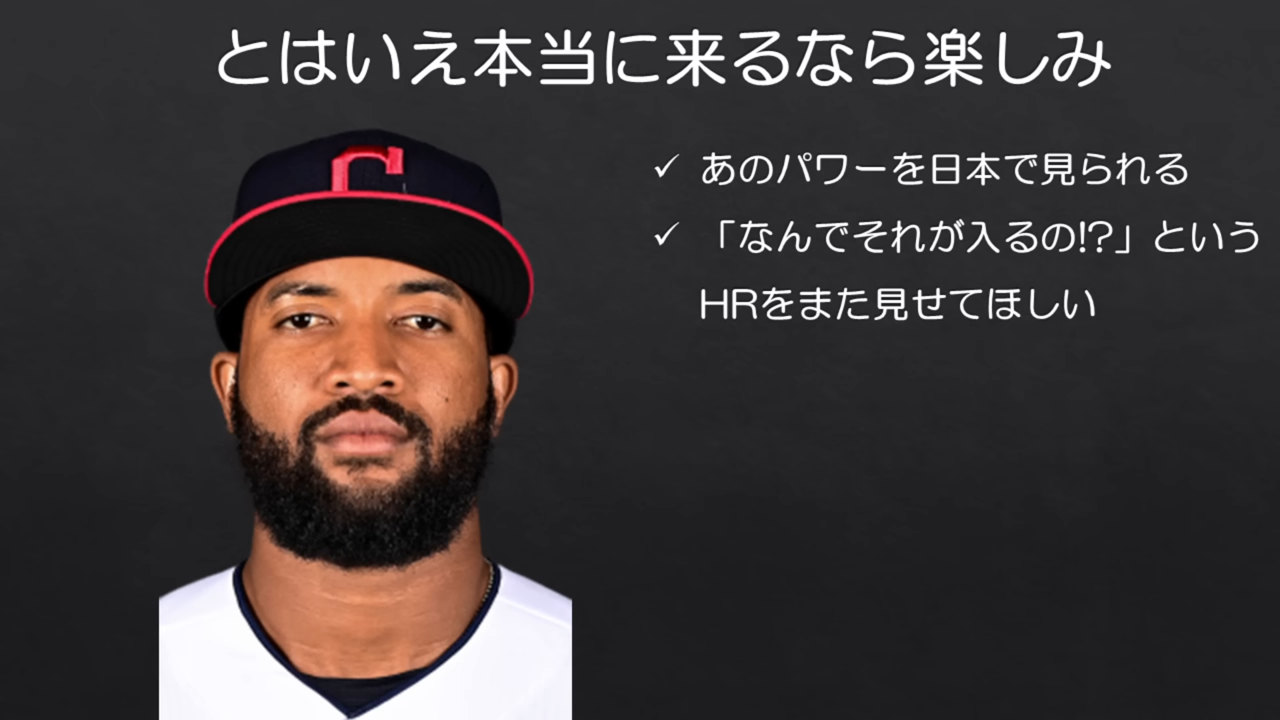 とはいえ本当に来るなら楽しみ
✓ あのパワーを日本で見られる
✓ 「なんでそれが入るの!?」という
HRをまた見せてほしい
C